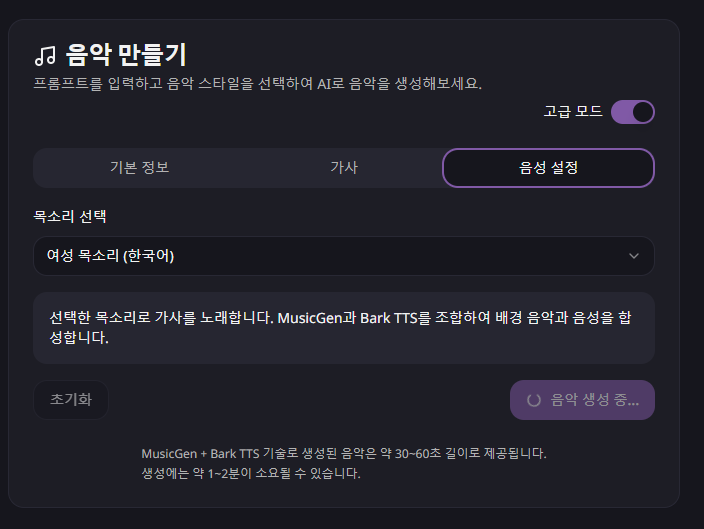 음악 만들기
프롬프트를 입력하고 음악 스타일을 선택하여 AI로 음악을 생성해보세요.
고급 모드
기본 정보 가사 음성 설정
목소리 선택
여성 목소리 (한국어)
선택한 목소리로 가사를 노래합니다. MusicGen과 Bark TTS를 조합하여 배경 음악과 음성을 합
성합니다.
초기화 음악 생성 중...
MusicGen + Bark TTS 기술로 생성된 음악은 약 30~60초 길이로 제공됩니다.
생성에는 약 1~2분이 소요될 수 있습니다.